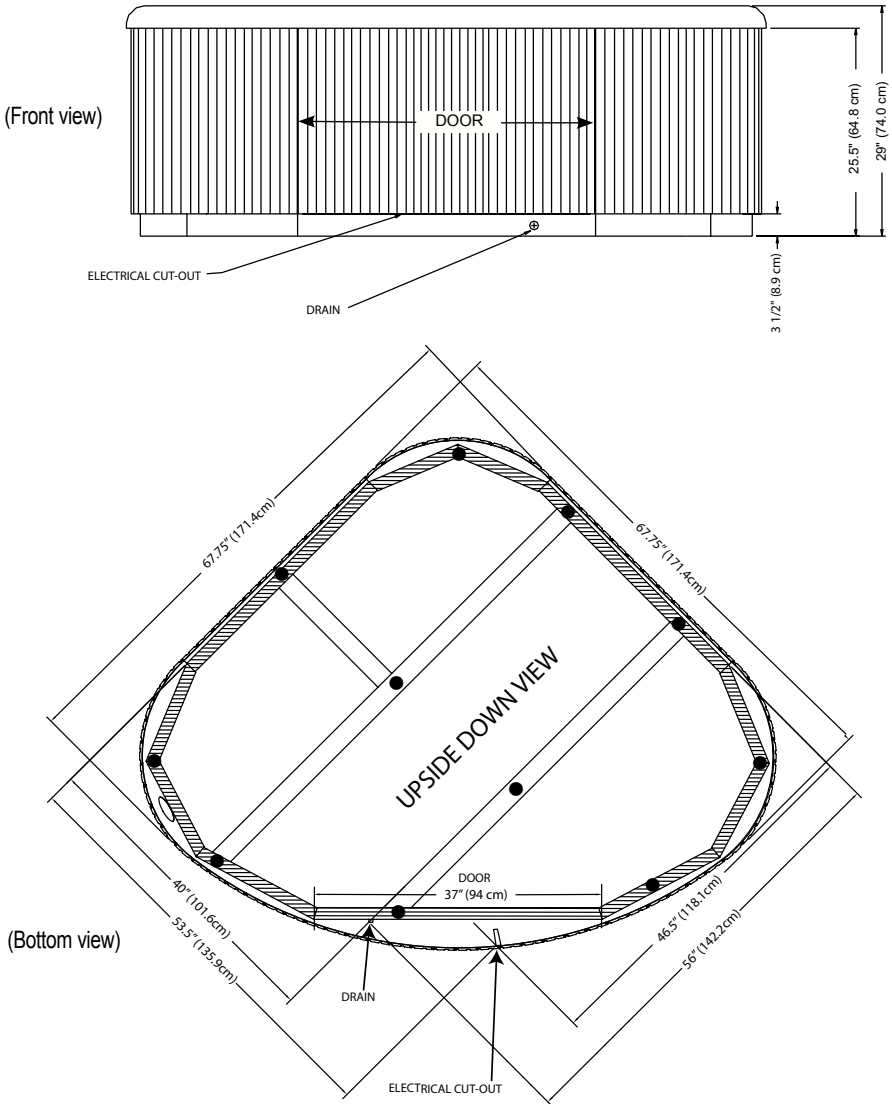 (Front view)
DOOR
25.5" (64.8 cm)
29" (74.0 cm)
3 1/2" (8.9 cm)
ELECTRICAL CUT-OUT
DRAIN
67.75" (171.4cm)
67.75" (171.4cm)
UPSIDE DOWN VIEW
DOOR
37" (94 cm)
40" (101.6cm)
53.5" (135.9cm)
46.5" (118.1cm)
56" (142.2cm)
(Bottom view)
DRAIN
ELECTRICAL CUT-OUT